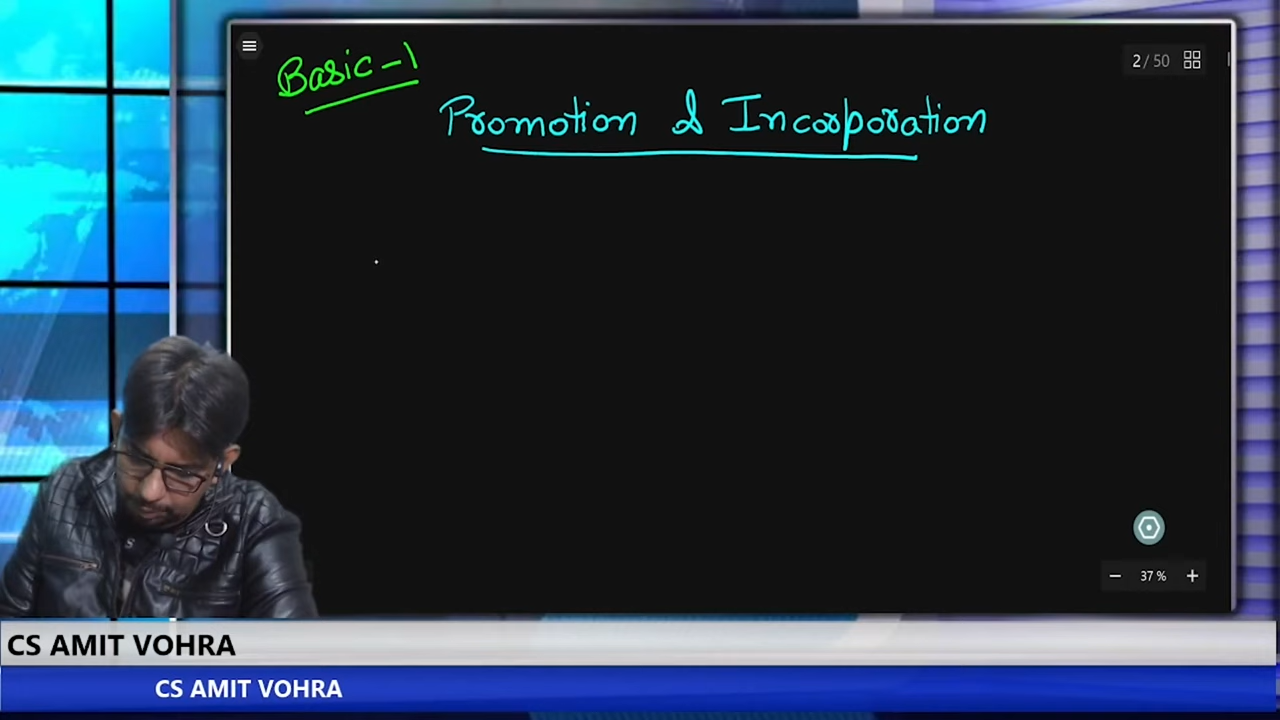 Basic-1
2/50
Promotion & Incorporation
37%
CS AMIT VOHRA
CS AMIT VOHRA